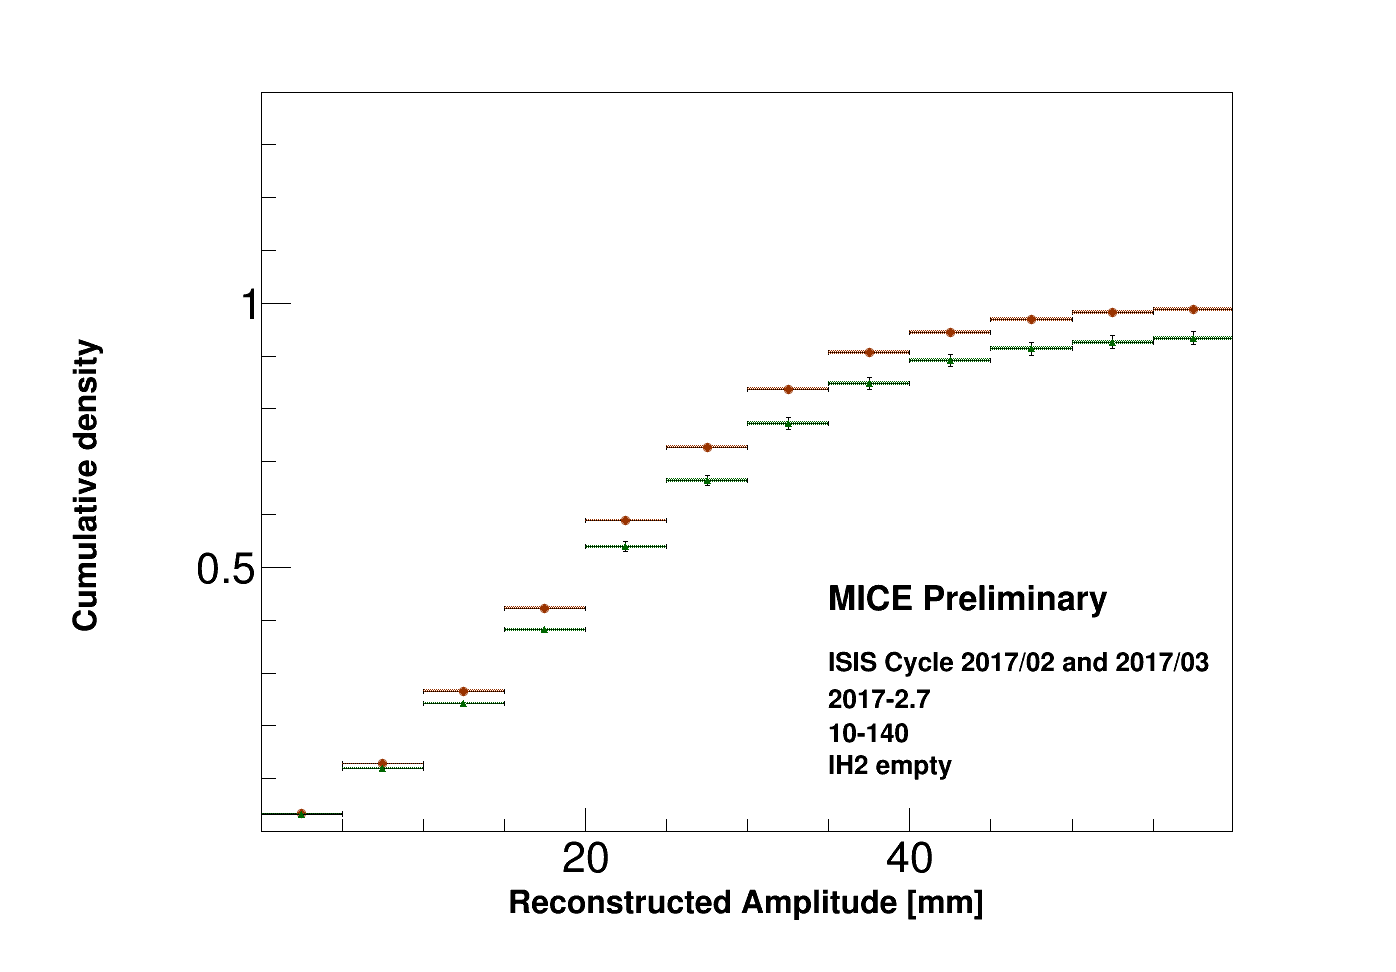 1
Cumulative density
0.5
MICE Preliminary
ISIS Cycle 2017/02 and 2017/03
2017-2.7
10-140
lH2 empty
20
40
Reconstructed Amplitude [mm]